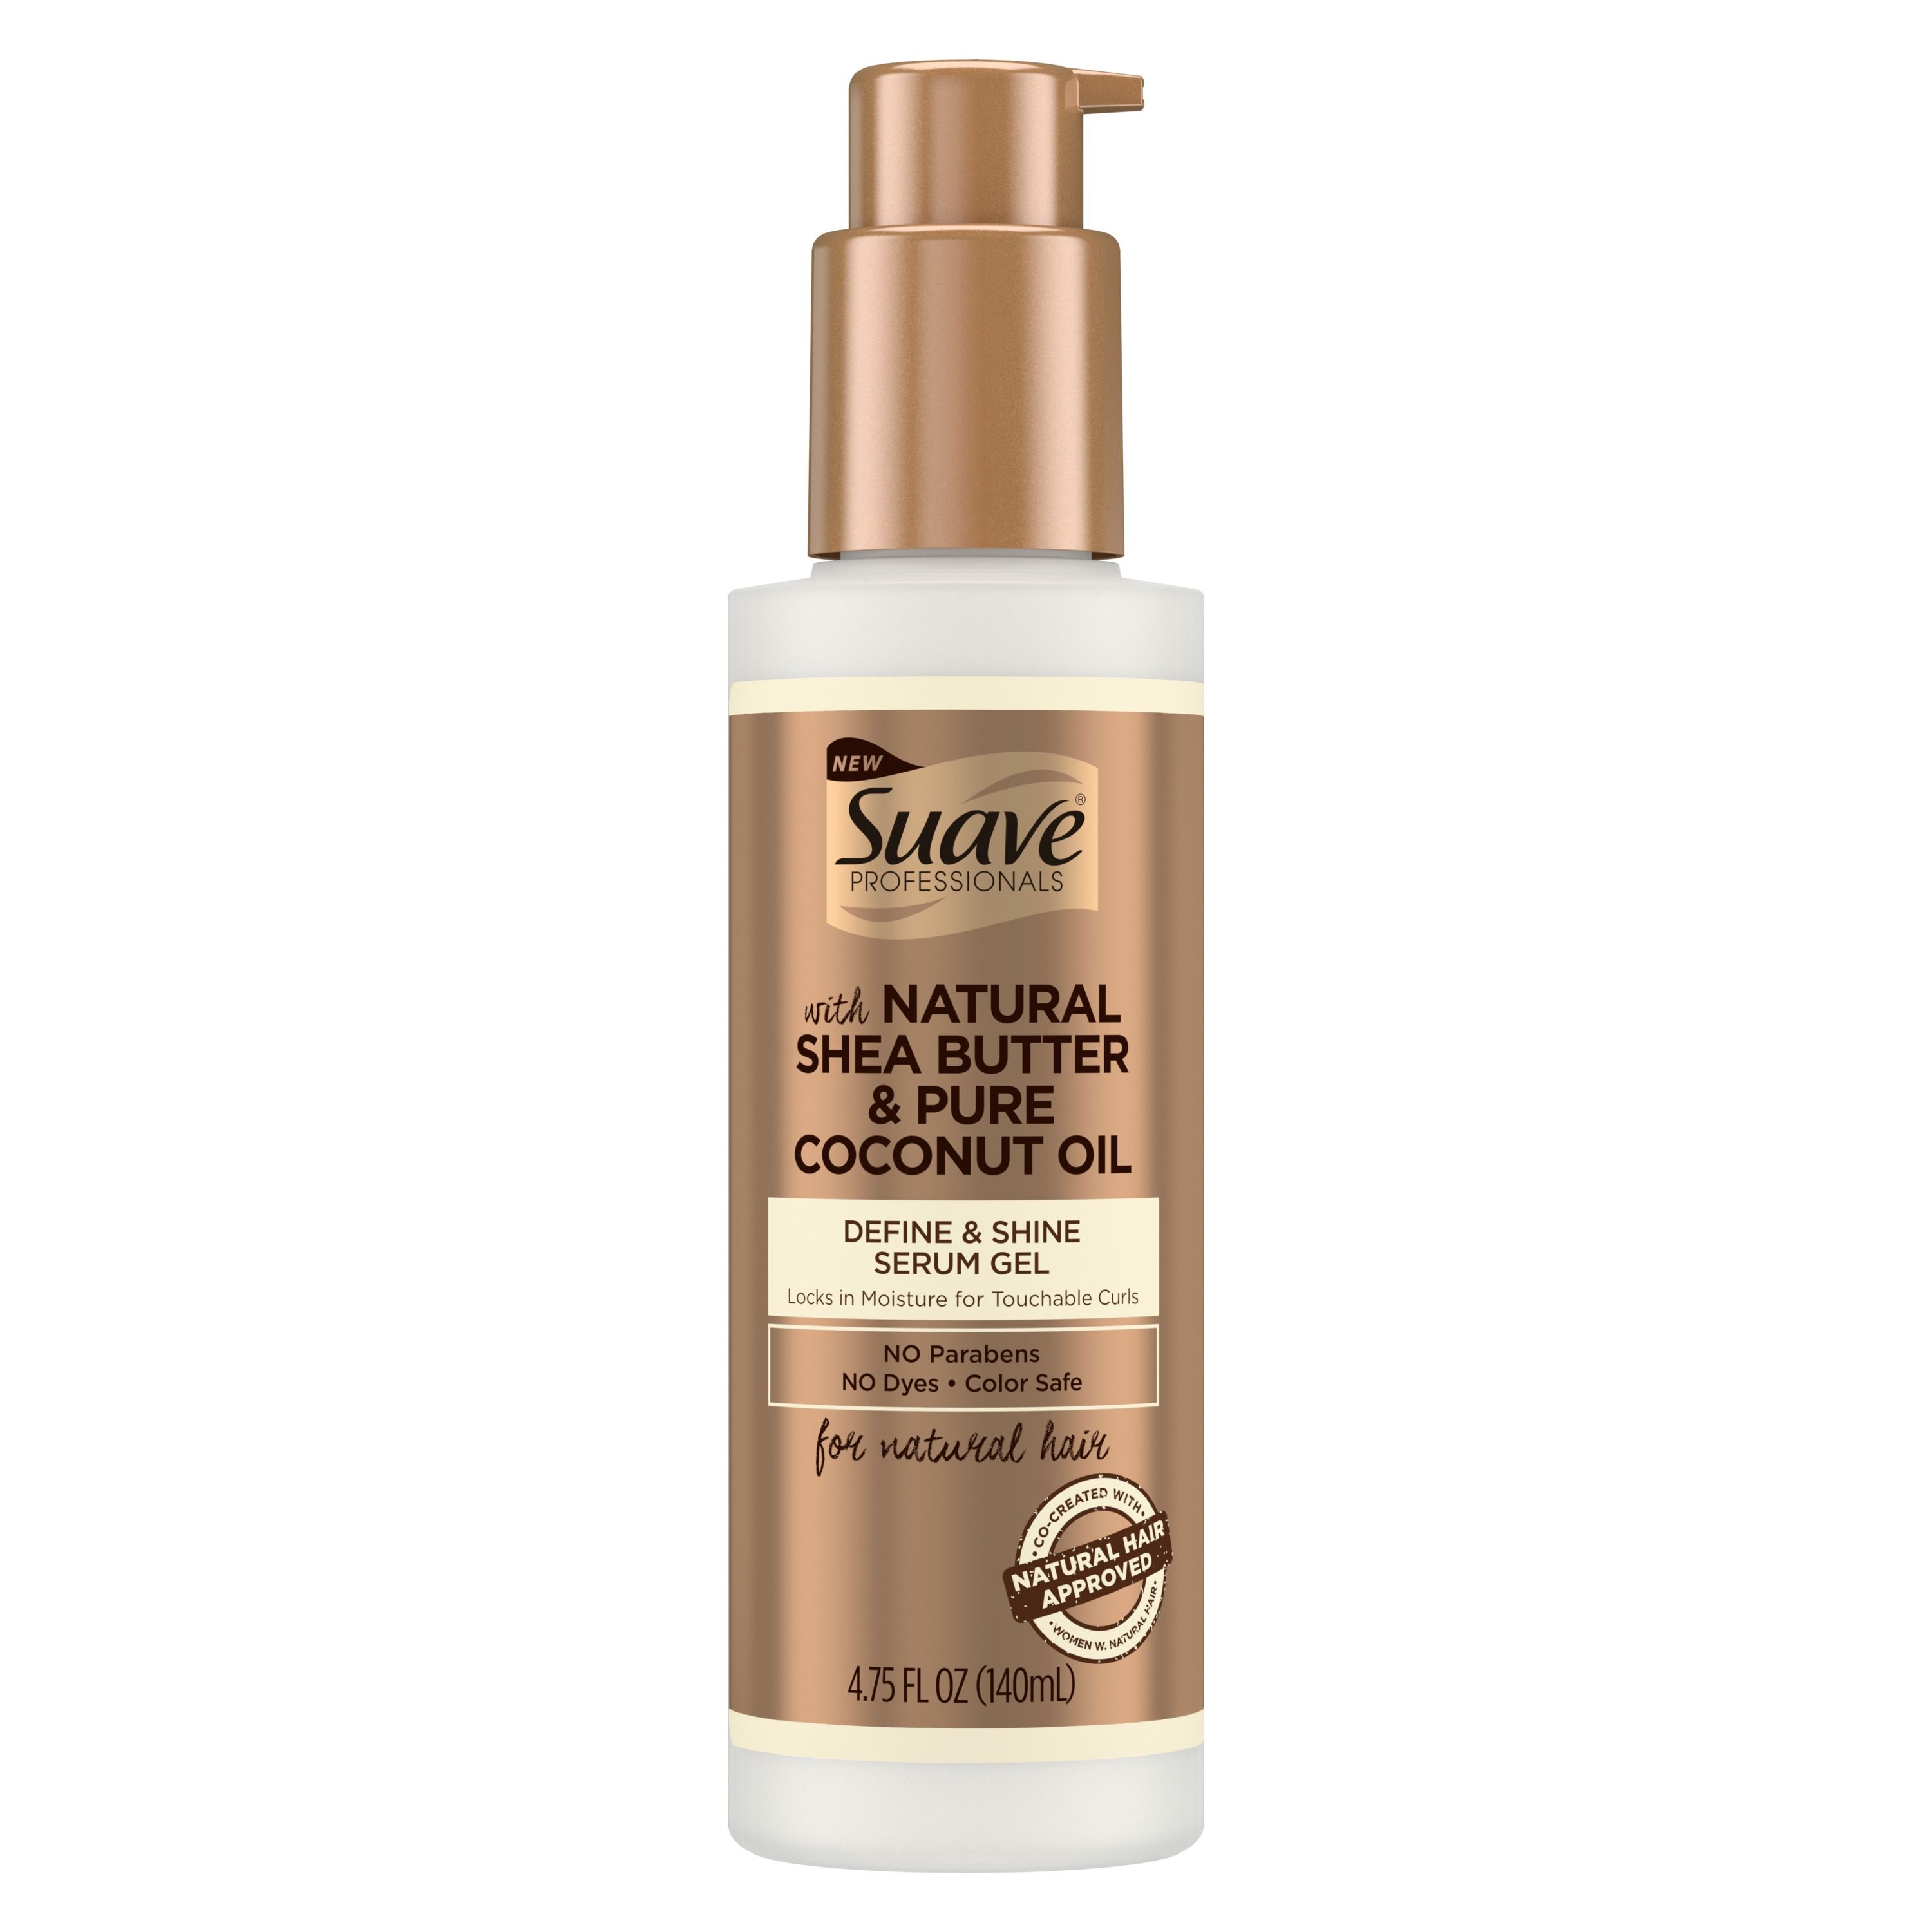 NEW
Suave®
PROFESSIONALS
with NATURAL
SHEA BUTTER
& PURE
COCONUT OIL
DEFINE & SHINE
SERUM GEL
Locks in Moisture for Touchable Curls
NO Parabens
NO Dyes • Color Safe
for natural hair
• CO-CREATED WITH •
NATURAL HAIR
APPROVED
• WOMEN W. NATURAL HAIR •
4.75 FL OZ (140mL)